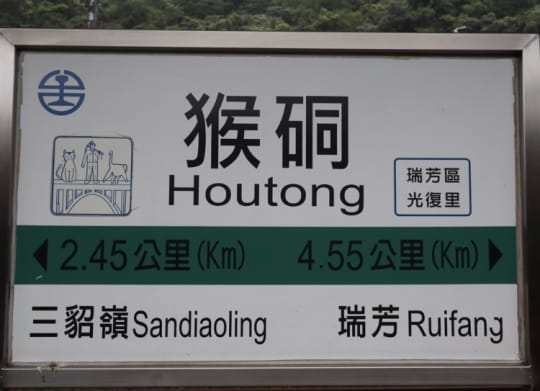 猴硐
Houtong
瑞芳區
光復里
2.45公里(Km) 4.55公里(Km)
三貂嶺Sandiaoling 瑞芳Ruifang